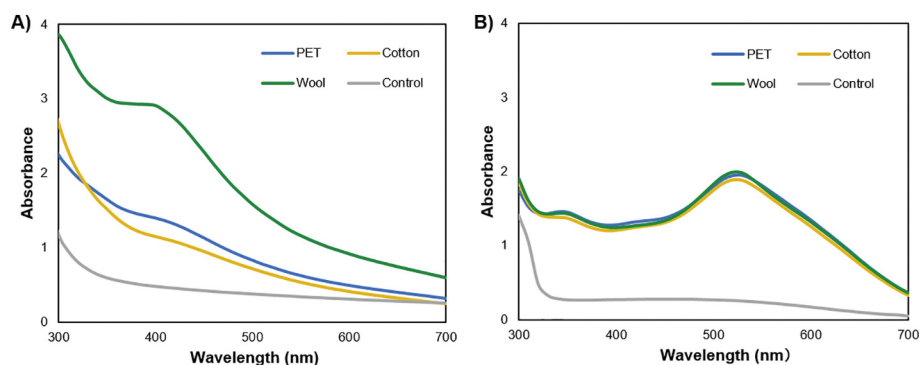 A)
4
3
2
1
0
Absorbance
PET Cotton
Wool Control
300 400 500 600 700
Wavelength (nm)
B)
4
3
2
1
0
Absorbance
PET Cotton
Wool Control
300 400 500 600 700
Wavelength (nm）